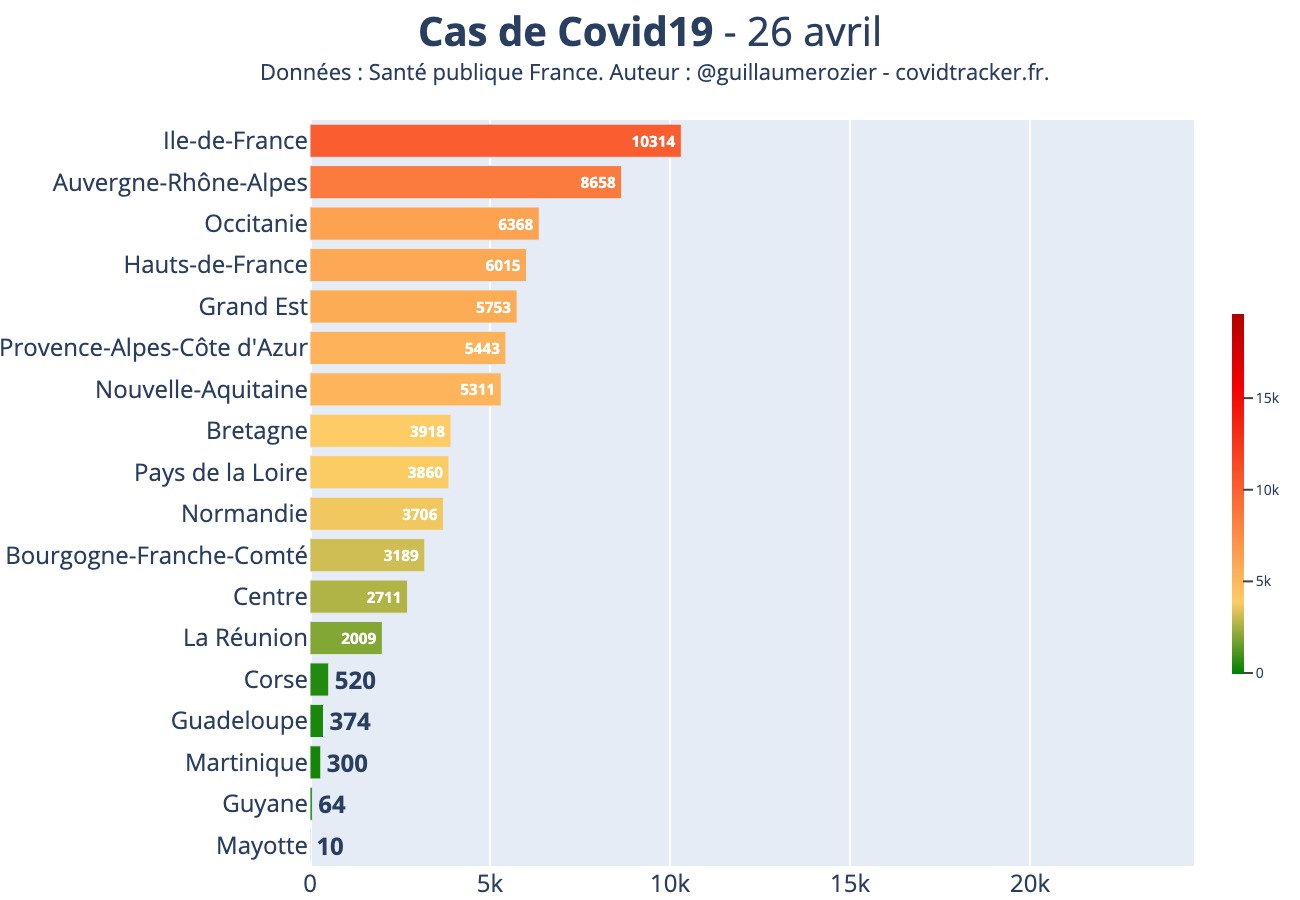 Cas de Covid19 - 26 avril
Données : Santé publique France. Auteur : @guillaumerozier - covidtracker.fr.
Ile-de-France 10314
Auvergne-Rhône-Alpes 8658
Occitanie 6368
Hauts-de-France 6015
Grand Est 5753
Provence-Alpes-Côte d'Azur 5443
Nouvelle-Aquitaine 5311
Bretagne 3918
Pays de la Loire 3860
Normandie 3706
Bourgogne-Franche-Comté 3189
Centre 2711
La Réunion 2009
Corse 520
Guadeloupe 374
Martinique 300
Guyane 64
Mayotte 10
0 5k 10k 15k 20k
15k
10k
5k
0